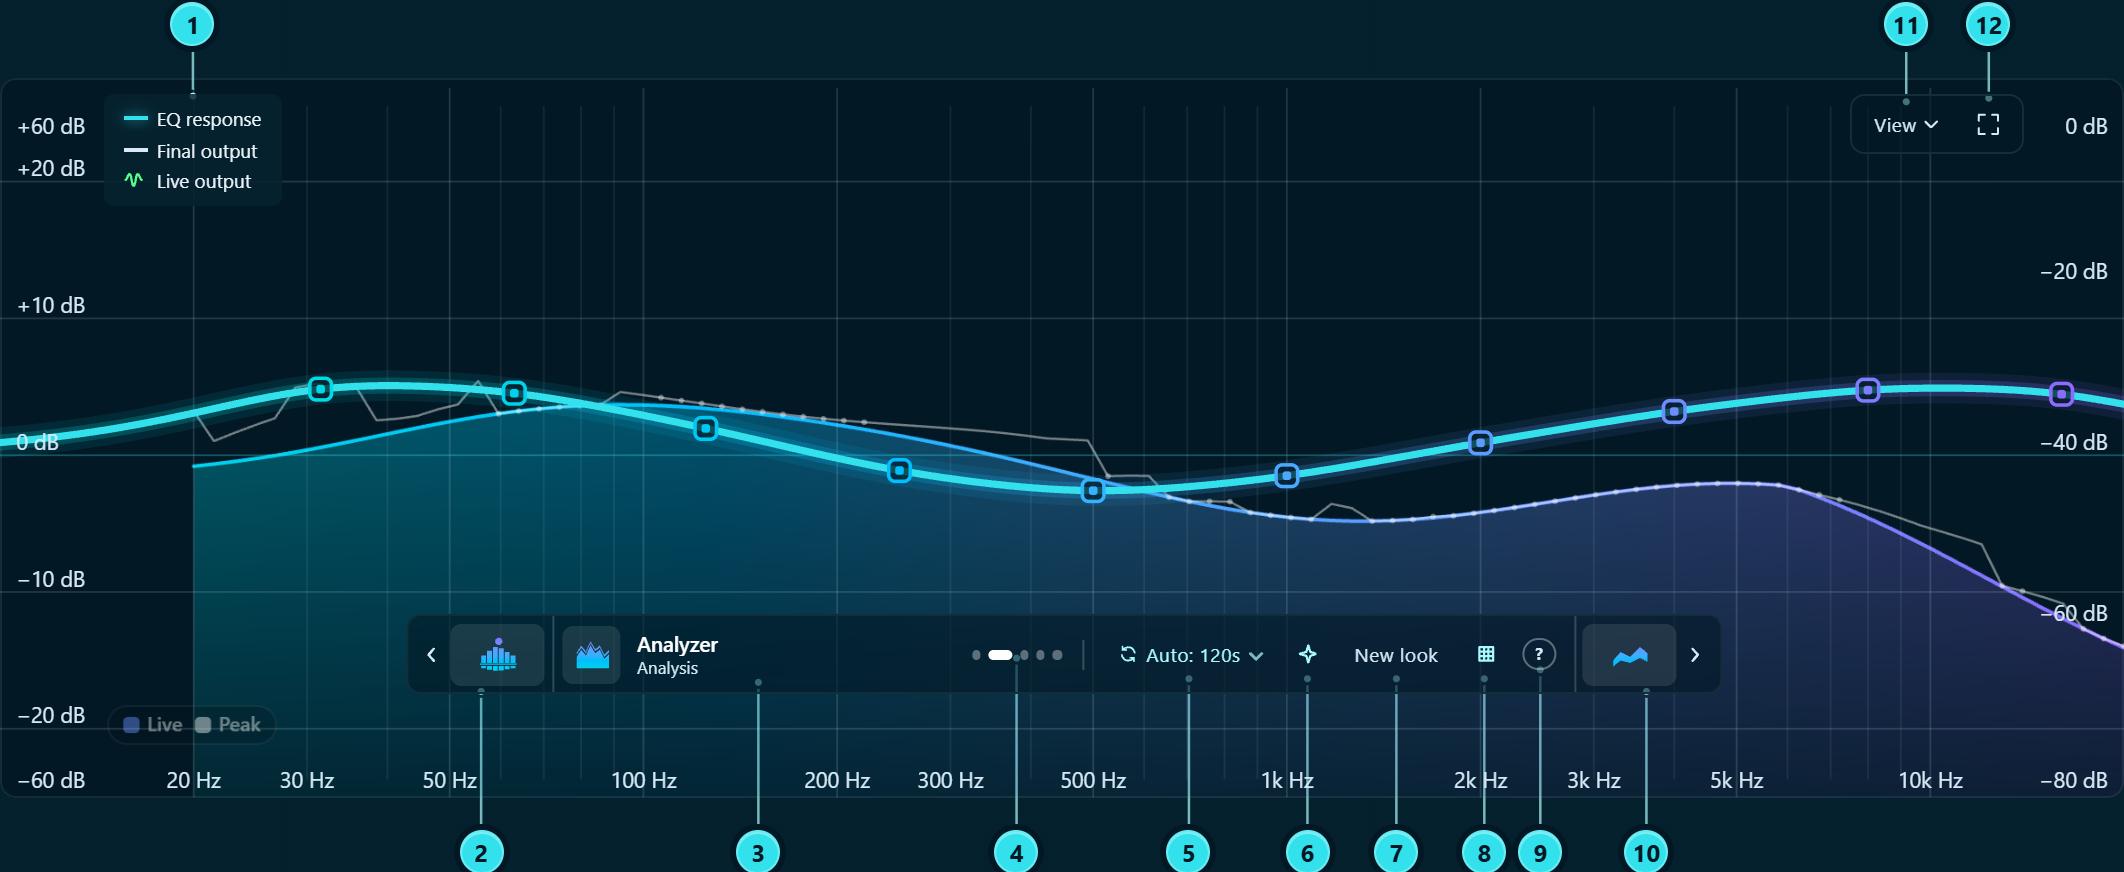 1
11
12
+60 dB
EQ response
View
0 dB
Final output
+20 dB
Live output
−20 dB
+10 dB
0 dB
−40 dB
−10 dB
−60 dB
Analyzer
Analysis
Auto: 120s
New look
?
−20 dB
Live
Peak
−60 dB
20 Hz
30 Hz
50 Hz
100 Hz
200 Hz
300 Hz
500 Hz
1k Hz
2k Hz
3k Hz
5k Hz
10k Hz
−80 dB
2
3
4
5
6
7
8
9
10